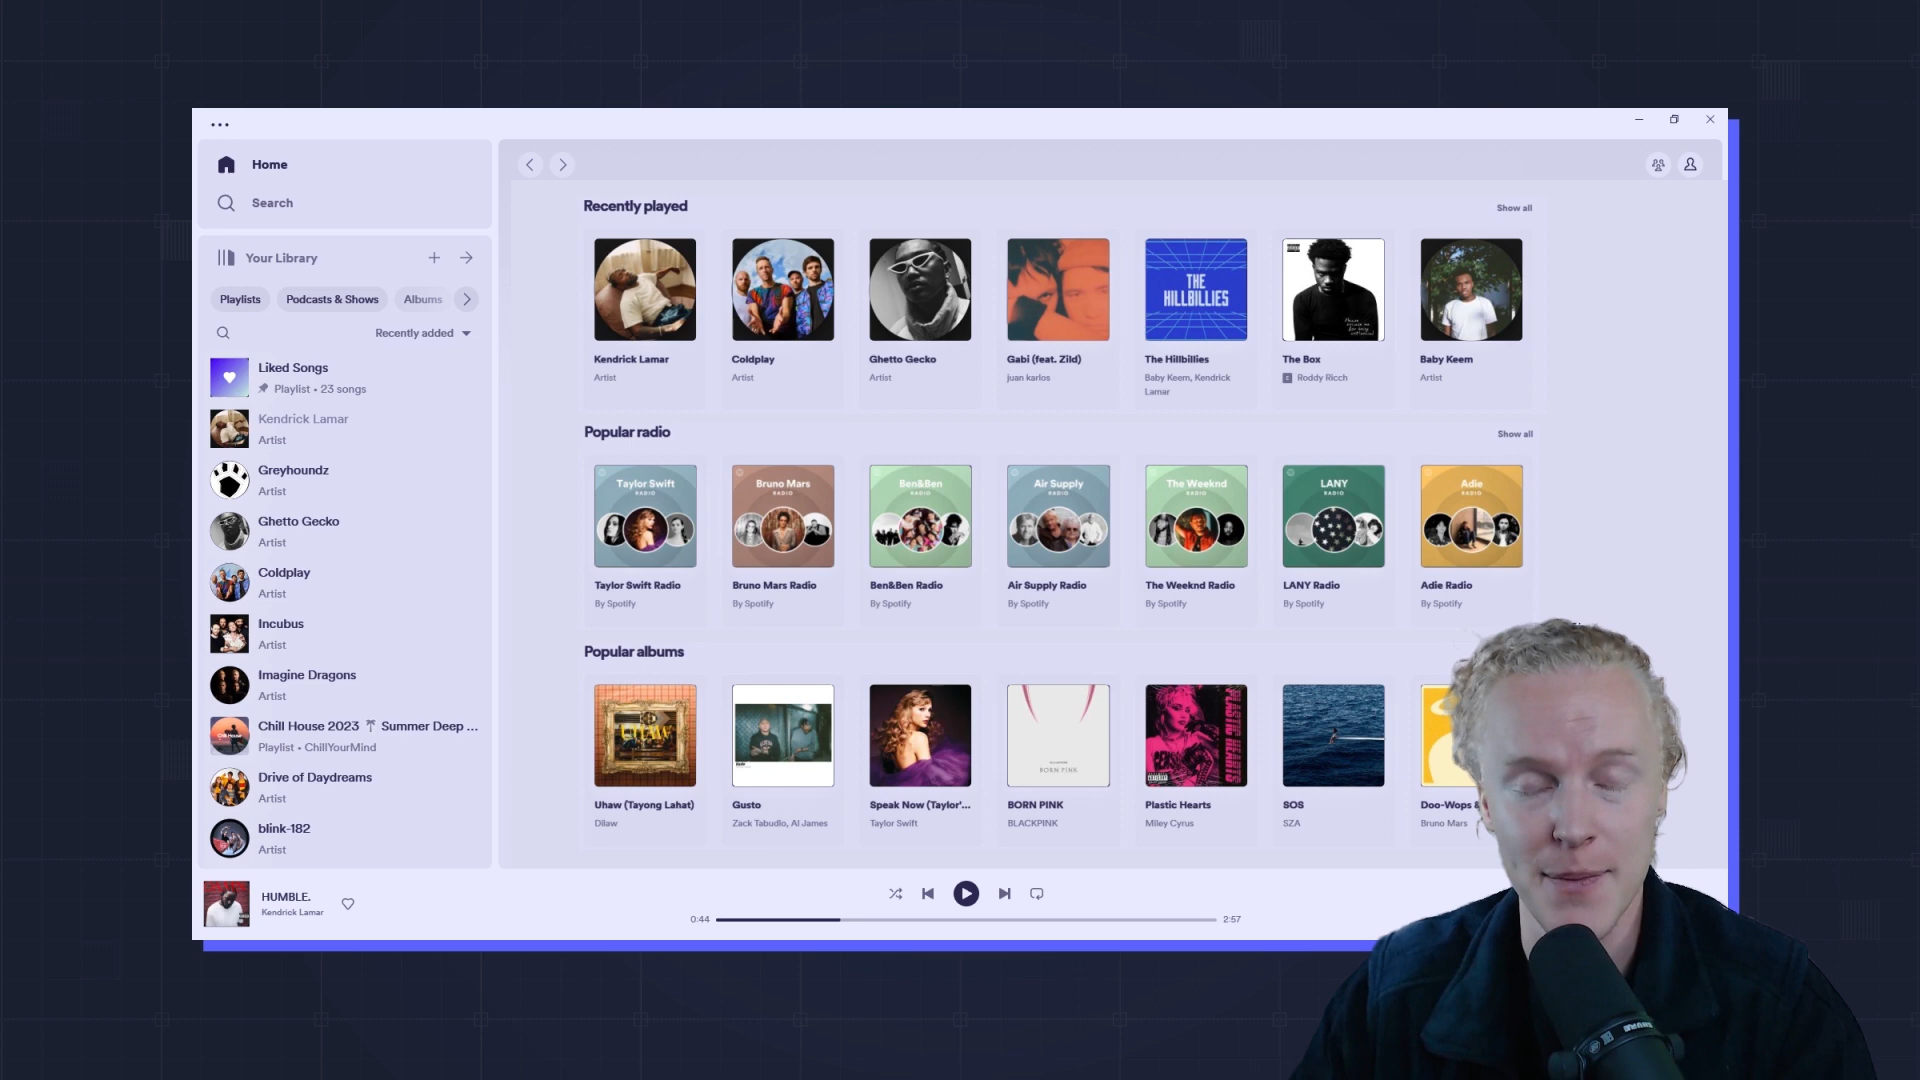 Home
Search
Your Library
Playlists
Podcasts & Shows
Albums
Recently added
Liked Songs
Playlist • 23 songs
Kendrick Lamar
Artist
Greyhoundz
Artist
Ghetto Gecko
Artist
Coldplay
Artist
Incubus
Artist
Imagine Dragons
Artist
Chill House 2023 🌴 Summer Deep ...
Playlist • ChillYourMind
Drive of Daydreams
Artist
blink-182
Artist
Recently played
Show all
THE
HILLBILLIES
Kendrick Lamar
Artist
Coldplay
Artist
Ghetto Gecko
Artist
Gabi (feat. Zild)
juan karlos
The Hillbillies
Baby Keem, Kendrick
Lamar
The Box
E Roddy Ricch
Baby Keem
Artist
Popular radio
Show all
Taylor Swift
RADIO
Bruno Mars
RADIO
Ben&Ben
RADIO
Air Supply
RADIO
The Weeknd
RADIO
LANY
RADIO
Adie
RADIO
Taylor Swift Radio
By Spotify
Bruno Mars Radio
By Spotify
Ben&Ben Radio
By Spotify
Air Supply Radio
By Spotify
The Weeknd Radio
By Spotify
LANY Radio
By Spotify
Adie Radio
By Spotify
Popular albums
BORN PINK
PLASTIC HEARTS
Uhaw (Tayong Lahat)
Dilaw
Gusto
Zack Tabudlo, Al James
Speak Now (Taylor'...
Taylor Swift
BORN PINK
BLACKPINK
Plastic Hearts
Miley Cyrus
SOS
SZA
Doo-Wops &
Bruno Mars
HUMBLE.
Kendrick Lamar
0:44
2:57
SHURE